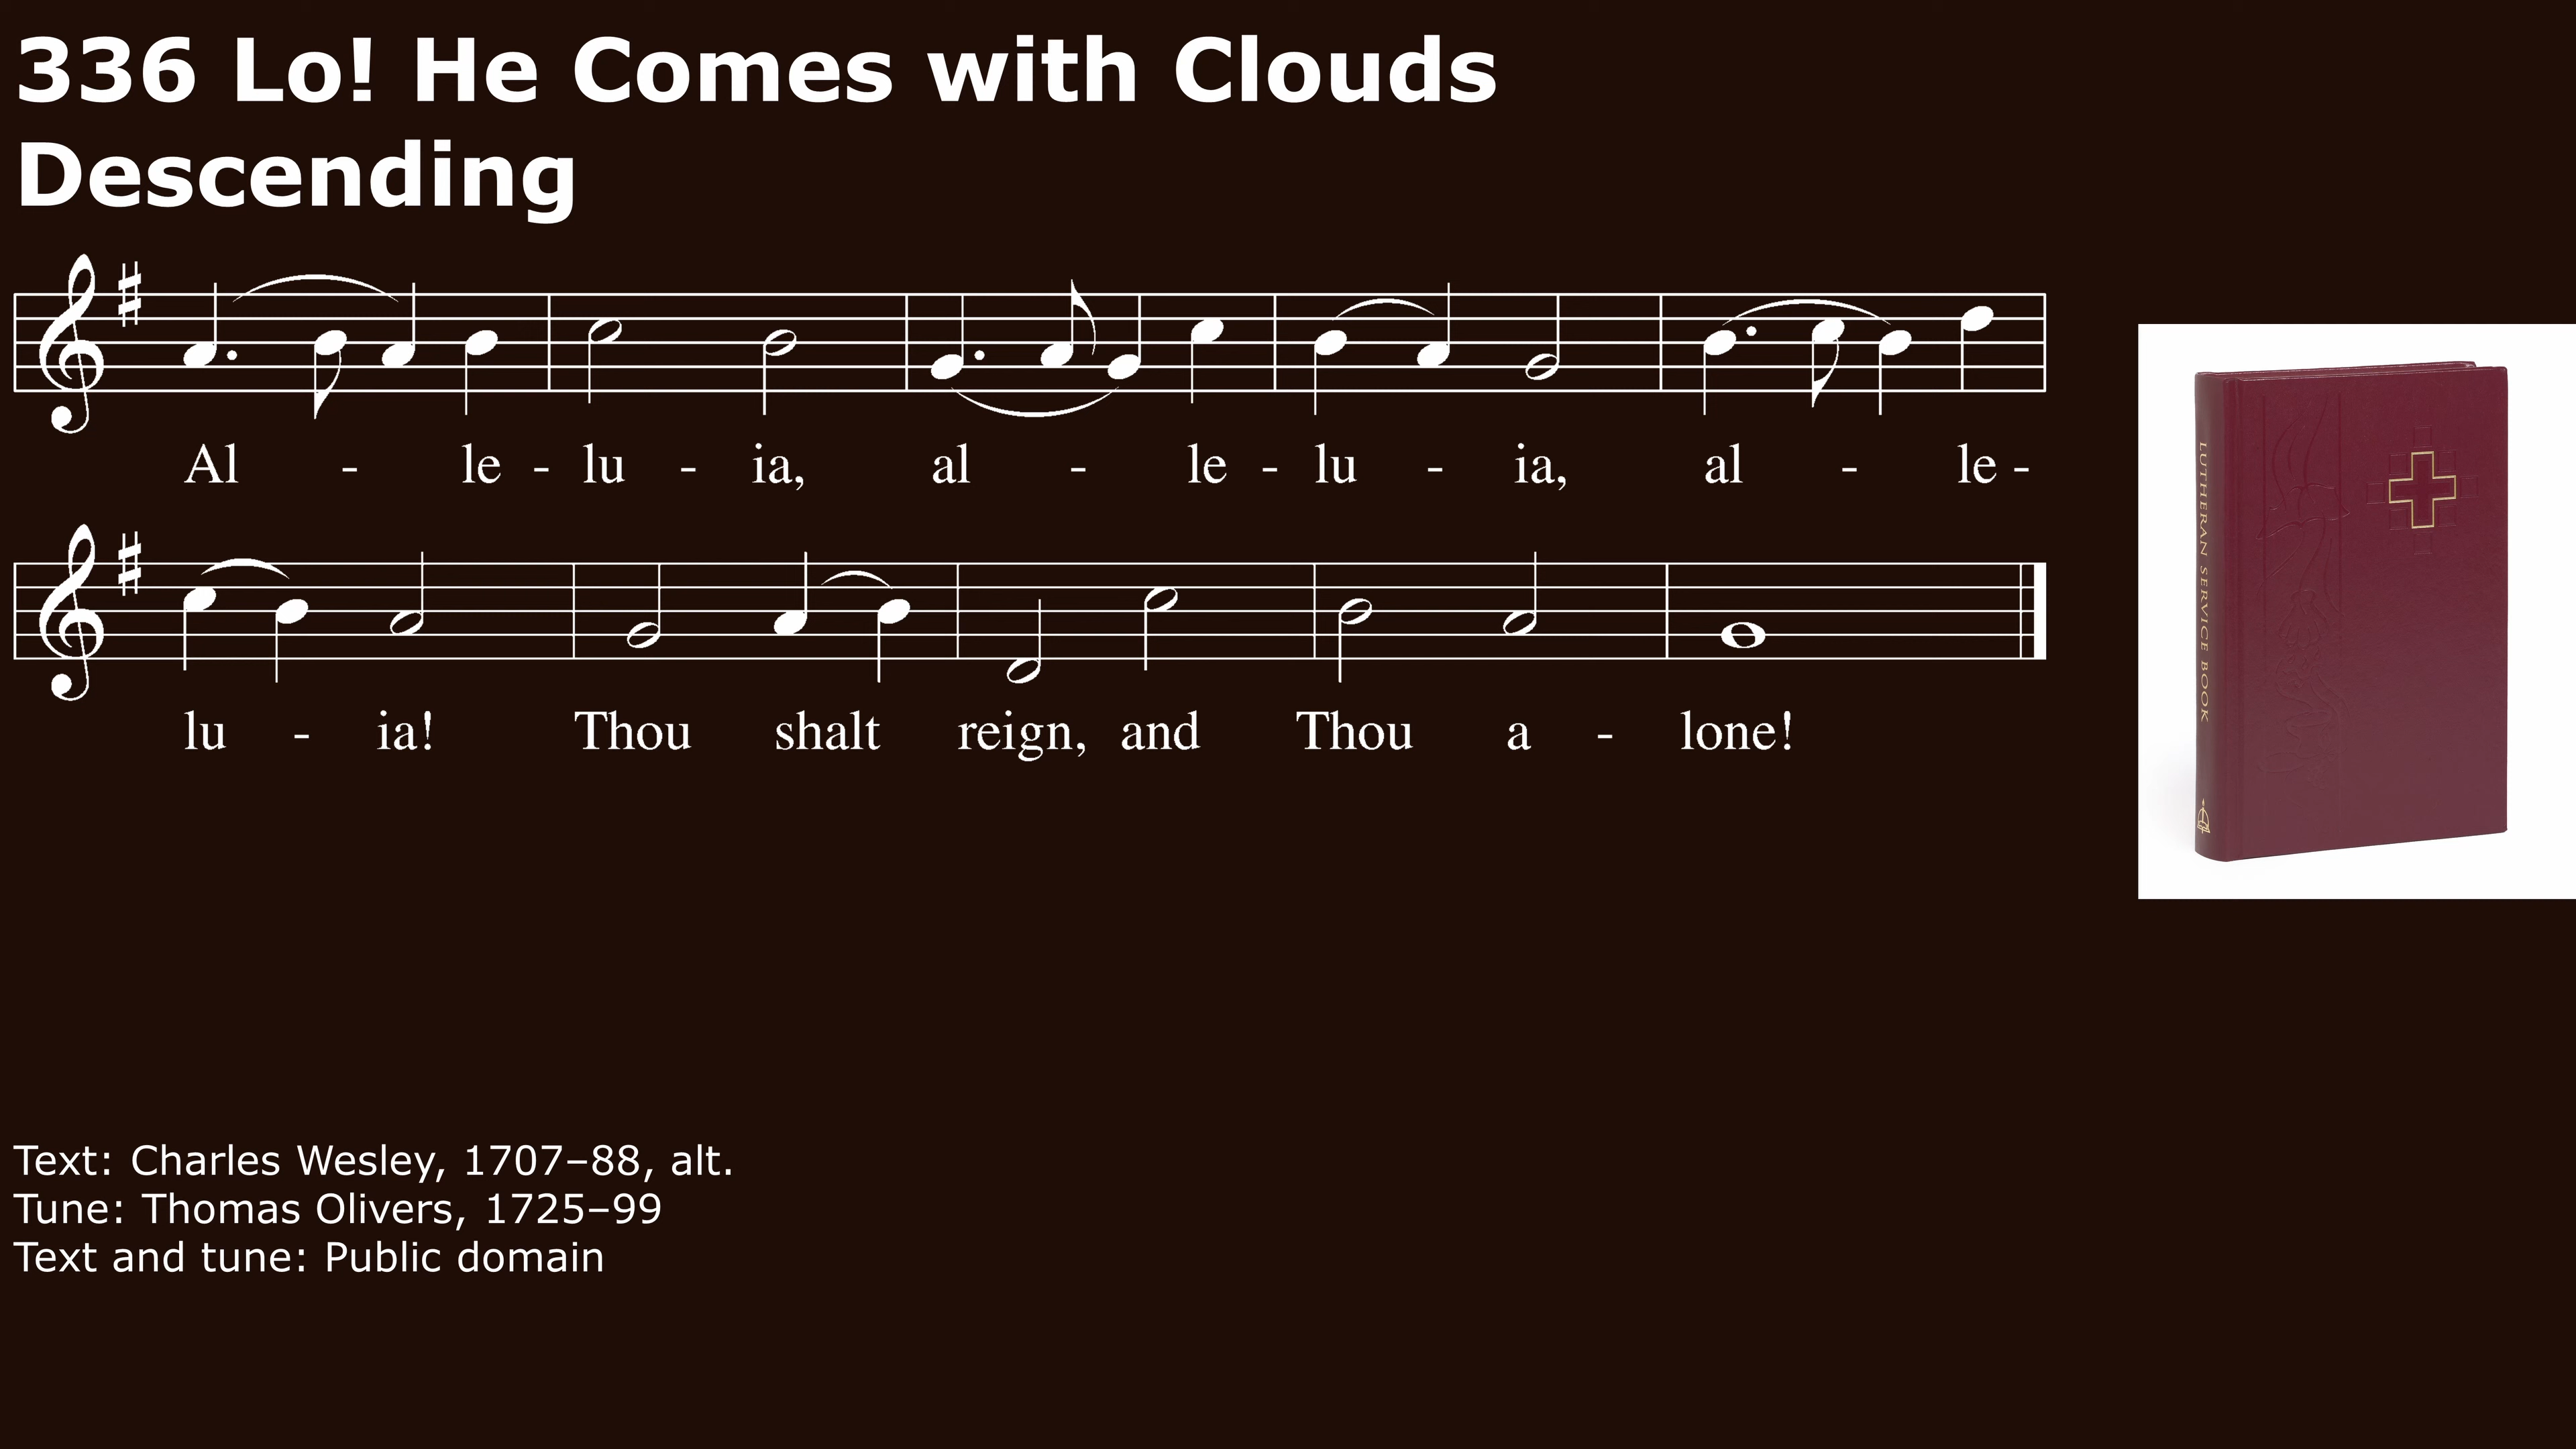 336 Lo! He Comes with Clouds
Descending
Al - le - lu - ia, al - le - lu - ia, al - le -
lu - ia! Thou shalt reign, and Thou a - lone!
LUTHERAN SERVICE BOOK
Text: Charles Wesley, 1707–88, alt.
Tune: Thomas Olivers, 1725–99
Text and tune: Public domain